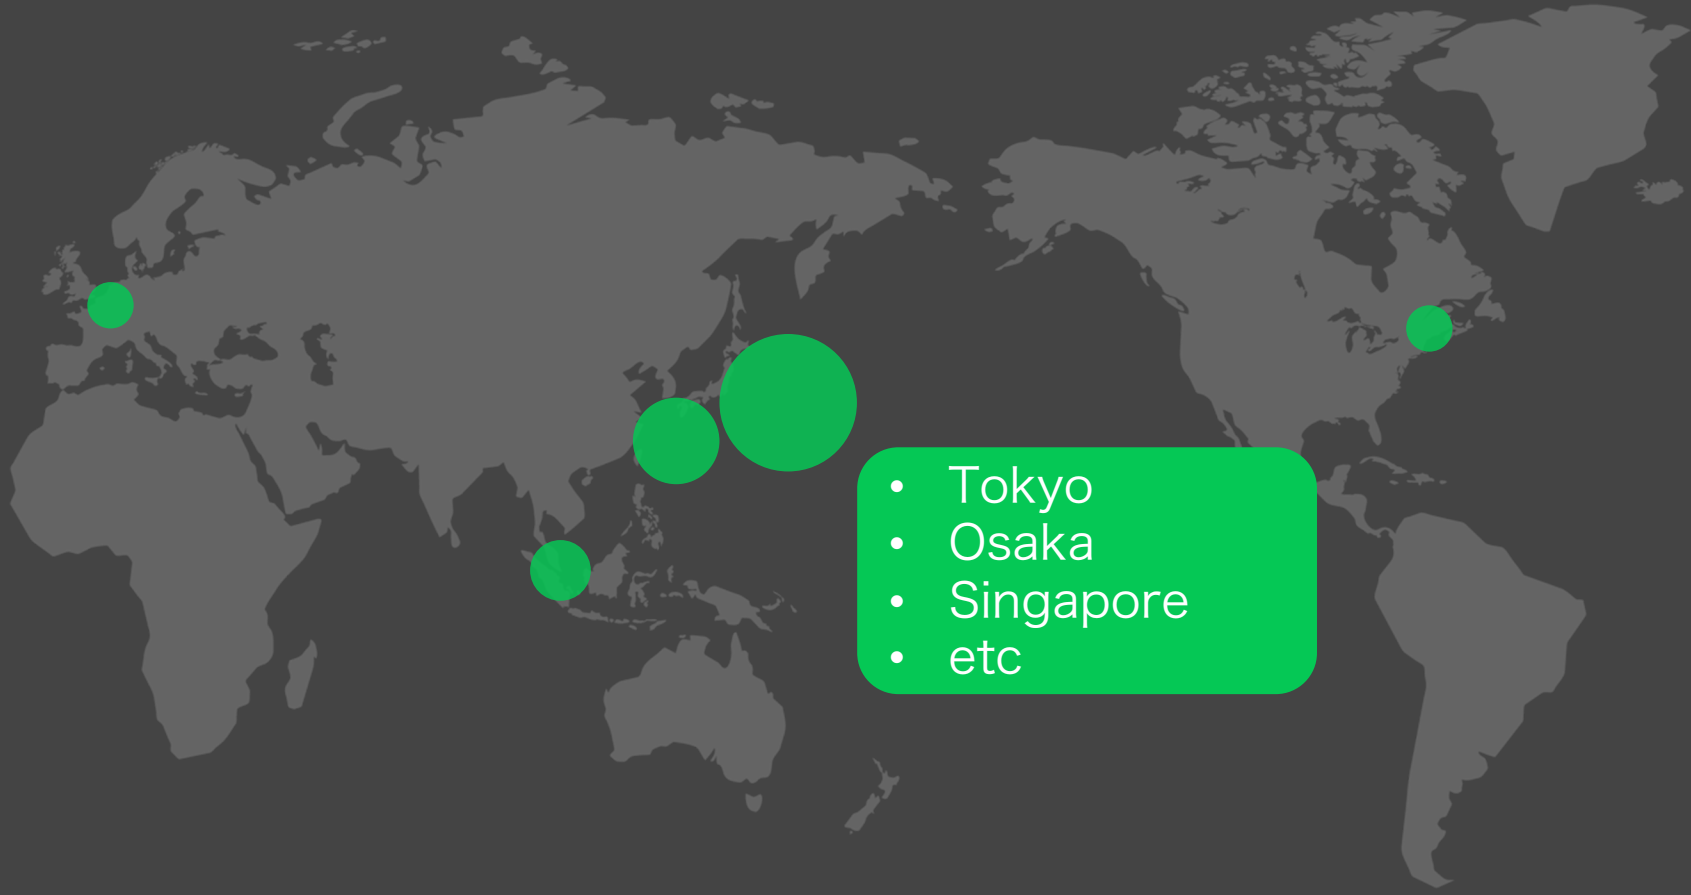 • Tokyo
• Osaka
• Singapore
• etc